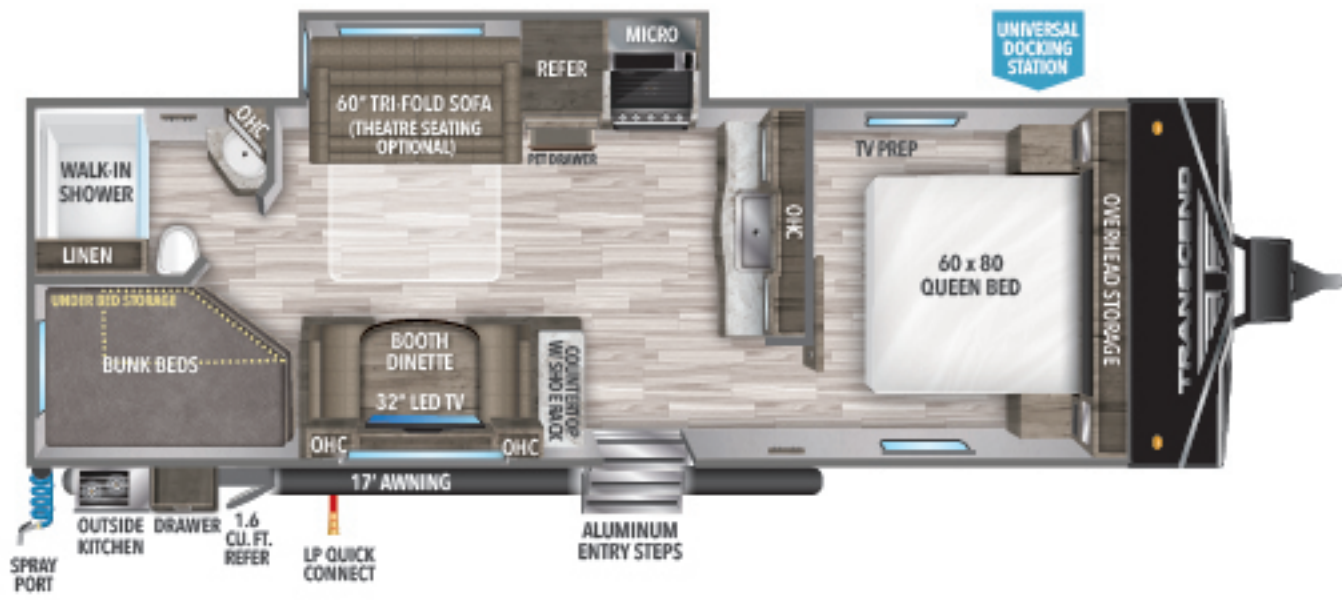 UNIVERSAL
DOCKING
STATION
MICRO
REFER
60" TRI-FOLD SOFA
(THEATRE SEATING
OPTIONAL)
PET DRAWER
OHC
WALK-IN
SHOWER
LINEN
TV PREP
OHC
60 x 80
QUEEN BED
OVERHEAD STORAGE
TRANSCEND
UNDER BED STORAGE
BUNK BEDS
BOOTH
DINETTE
32" LED TV
COUNTERTOP
W/ SHOE RACK
OHC
OHC
17' AWNING
SPRAY
PORT
OUTSIDE
KITCHEN
DRAWER
1.6
CU. FT.
REFER
LP QUICK
CONNECT
ALUMINUM
ENTRY STEPS